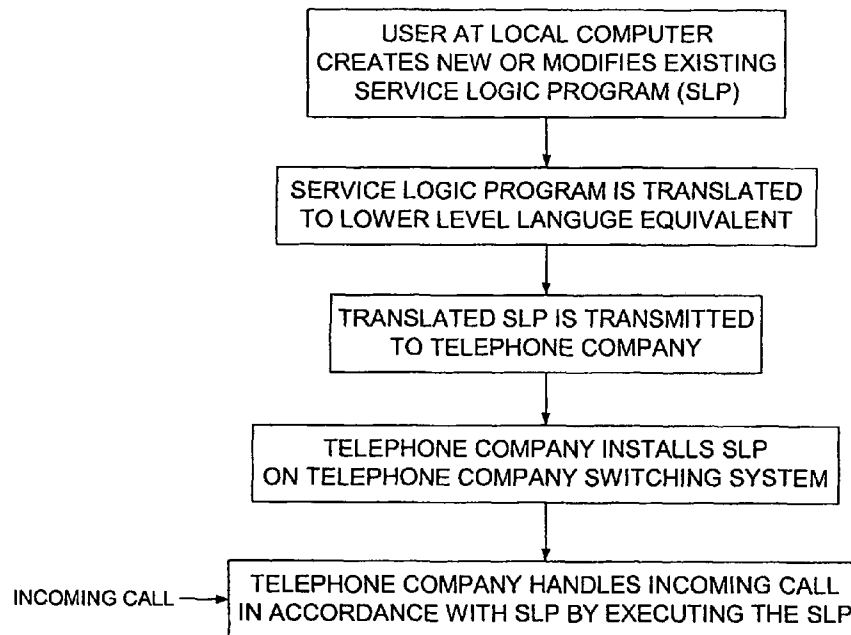 USER AT LOCAL COMPUTER
CREATES NEW OR MODIFIES EXISTING
SERVICE LOGIC PROGRAM (SLP)
SERVICE LOGIC PROGRAM IS TRANSLATED
TO LOWER LEVEL LANGUGE EQUIVALENT
TRANSLATED SLP IS TRANSMITTED
TO TELEPHONE COMPANY
TELEPHONE COMPANY INSTALLS SLP
ON TELEPHONE COMPANY SWITCHING SYSTEM
INCOMING CALL
TELEPHONE COMPANY HANDLES INCOMING CALL
IN ACCORDANCE WITH SLP BY EXECUTING THE SLP